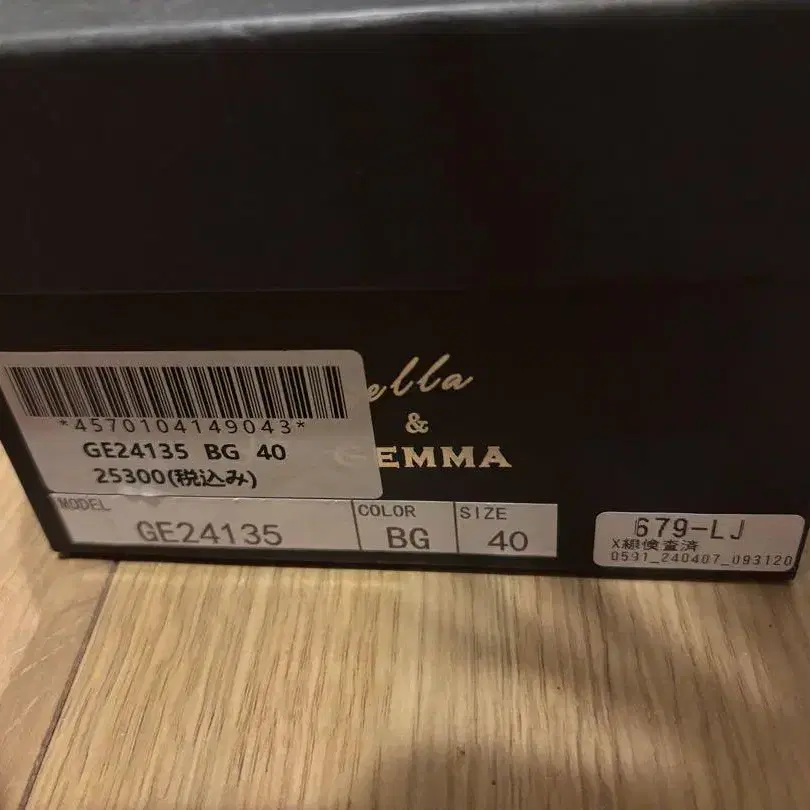 *4570104149043*
GE24135 BG 40
25300(税込み)
ella
&
GEMMA
MODEL
GE24135
COLOR
BG
SIZE
40
679-LJ
X線検査済
0591_240407_093120